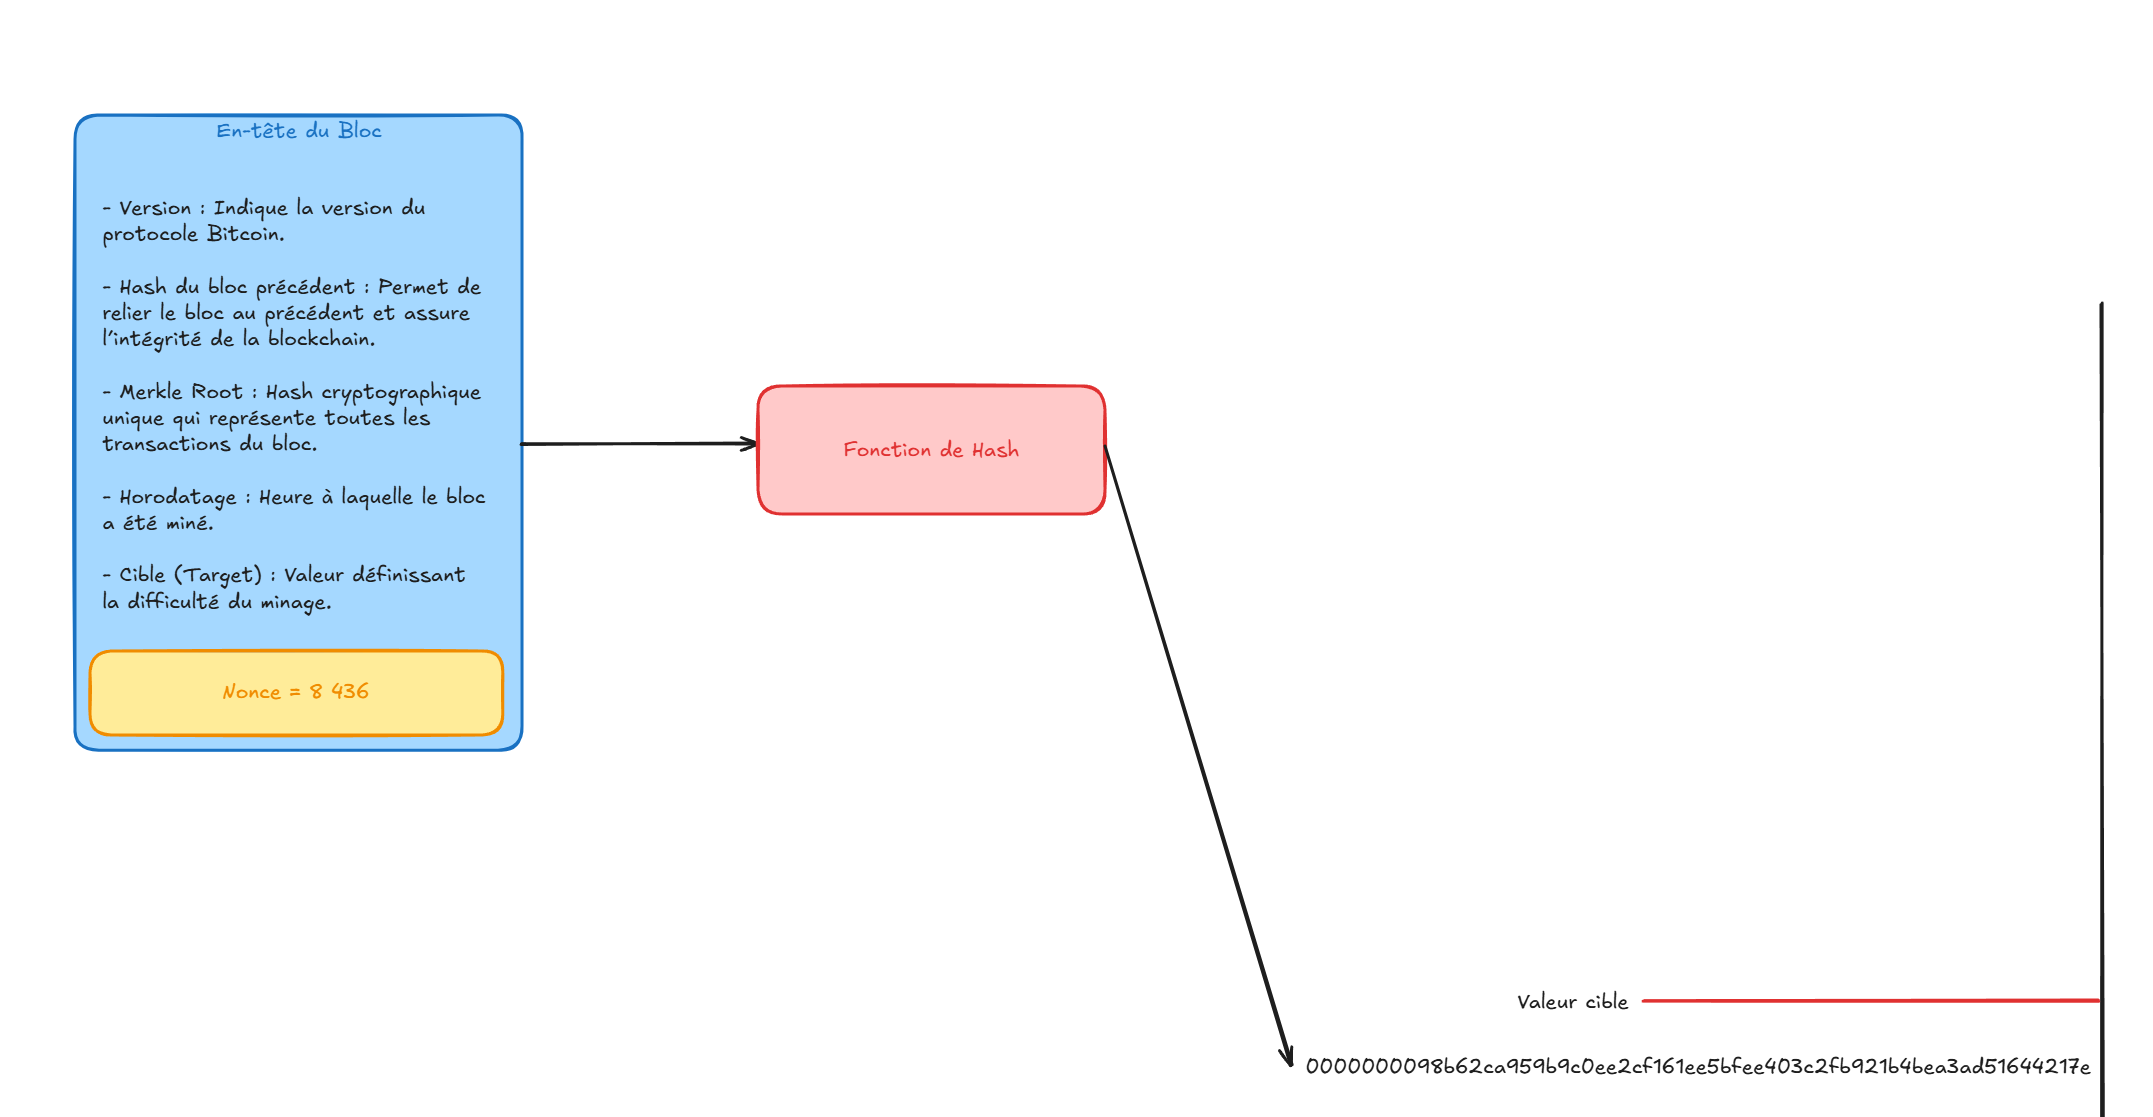 En-tête du Bloc
- Version : Indique la version du
protocole Bitcoin.
- Hash du bloc précédent : Permet de
relier le bloc au précédent et assure
l'intégrité de la blockchain.
- Merkle Root : Hash cryptographique
unique qui représente toutes les
transactions du bloc.
- Horodatage : Heure à laquelle le bloc
a été miné.
- Cible (Target) : Valeur définissant
la difficulté du minage.
Nonce = 8 436
Fonction de Hash
Valeur cible
0000000098b62ca959b9c0ee2cf161ee5bfee403c2fb921b4bea3ad51644217e